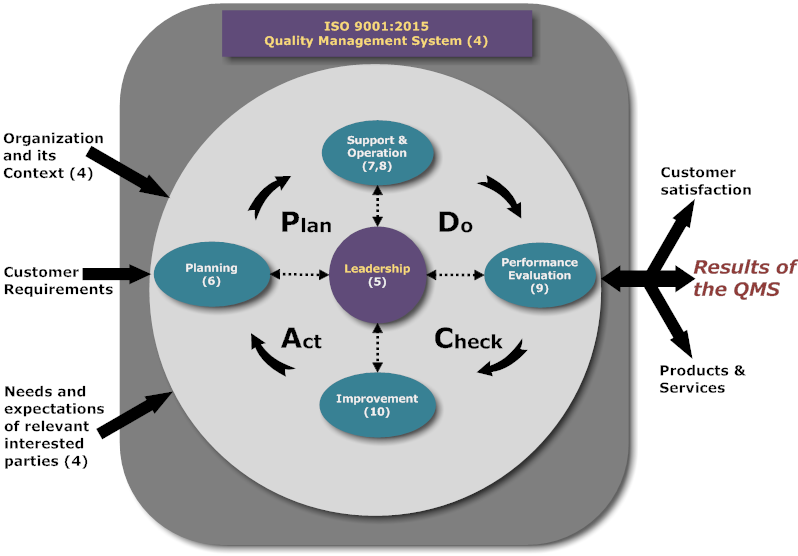 ISO 9001:2015
Quality Management System (4)
Organization
and its
Context (4)
Customer
Requirements
Needs and
expectations
of relevant
interested
parties (4)
Support &
Operation
(7,8)
Plan
Do
Planning
(6)
Leadership
(5)
Performance
Evaluation
(9)
Act
Check
Improvement
(10)
Customer
satisfaction
Results of
the QMS
Products &
Services